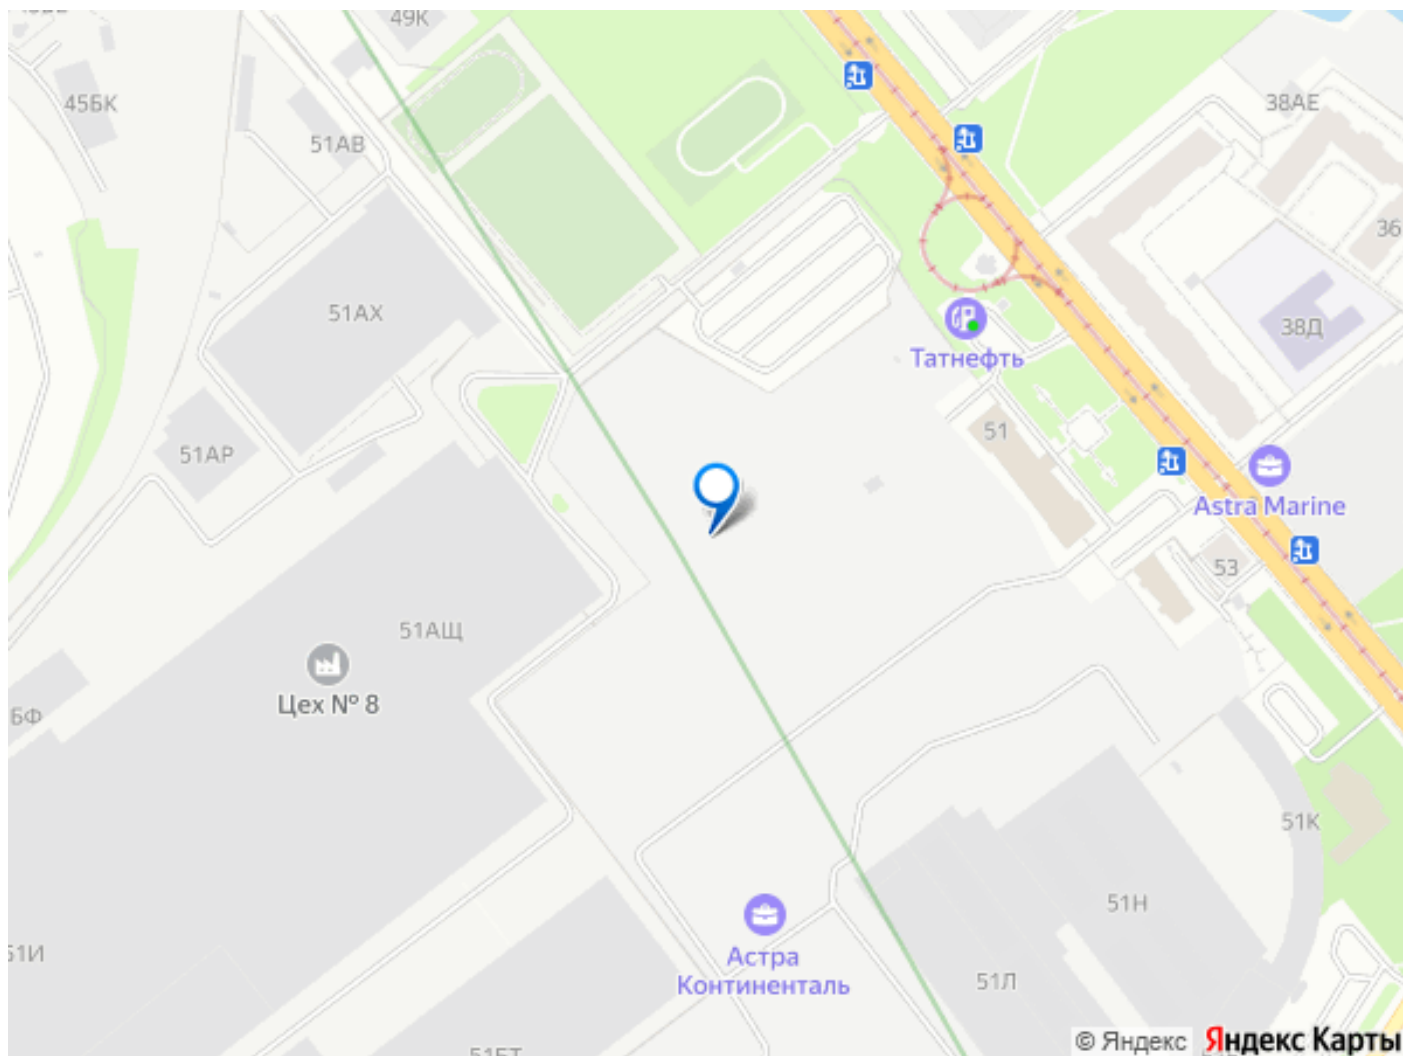 49К
45БК
38АЕ
51АВ
36
51АХ
38Д
Татнефть
51
51АР
Astra Marine
53
51АЩ
Цех № 8
БФ
51К
51Н
51И
Астра
Континенталь
51Л
© Яндекс
Яндекс Карты